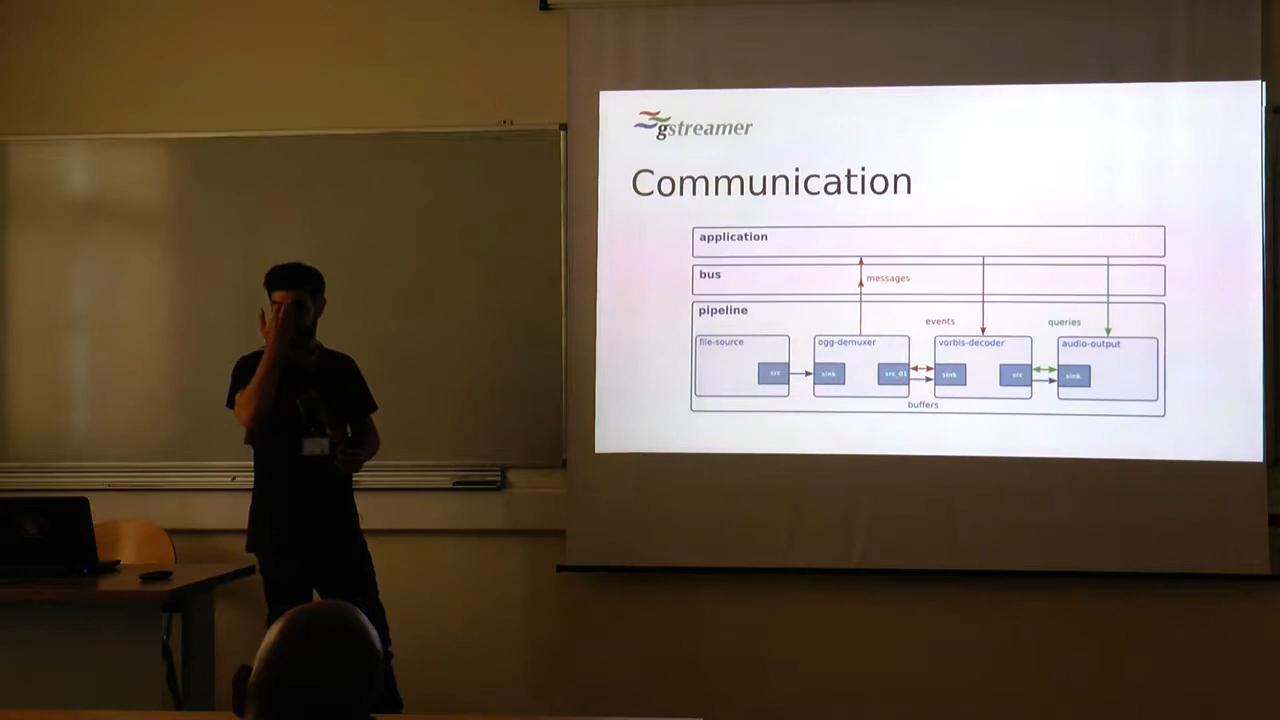 gstreamer
Communication
application
bus
messages
pipeline
events
queries
file-source
ogg-demuxer
vorbis-decoder
audio-output
src
sink
src_01
sink
src
sink
buffers